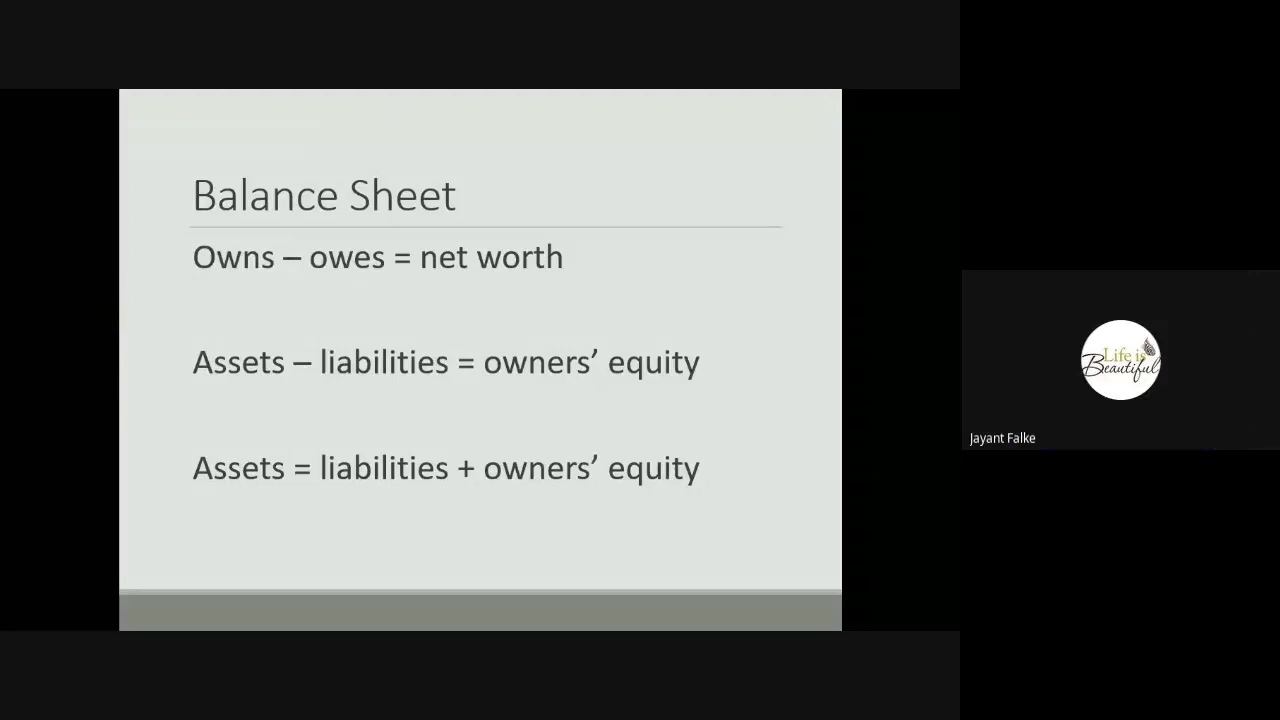 Balance Sheet
Owns – owes = net worth
Assets – liabilities = owners’ equity
Assets = liabilities + owners’ equity
Life is
Beautiful
Jayant Falke